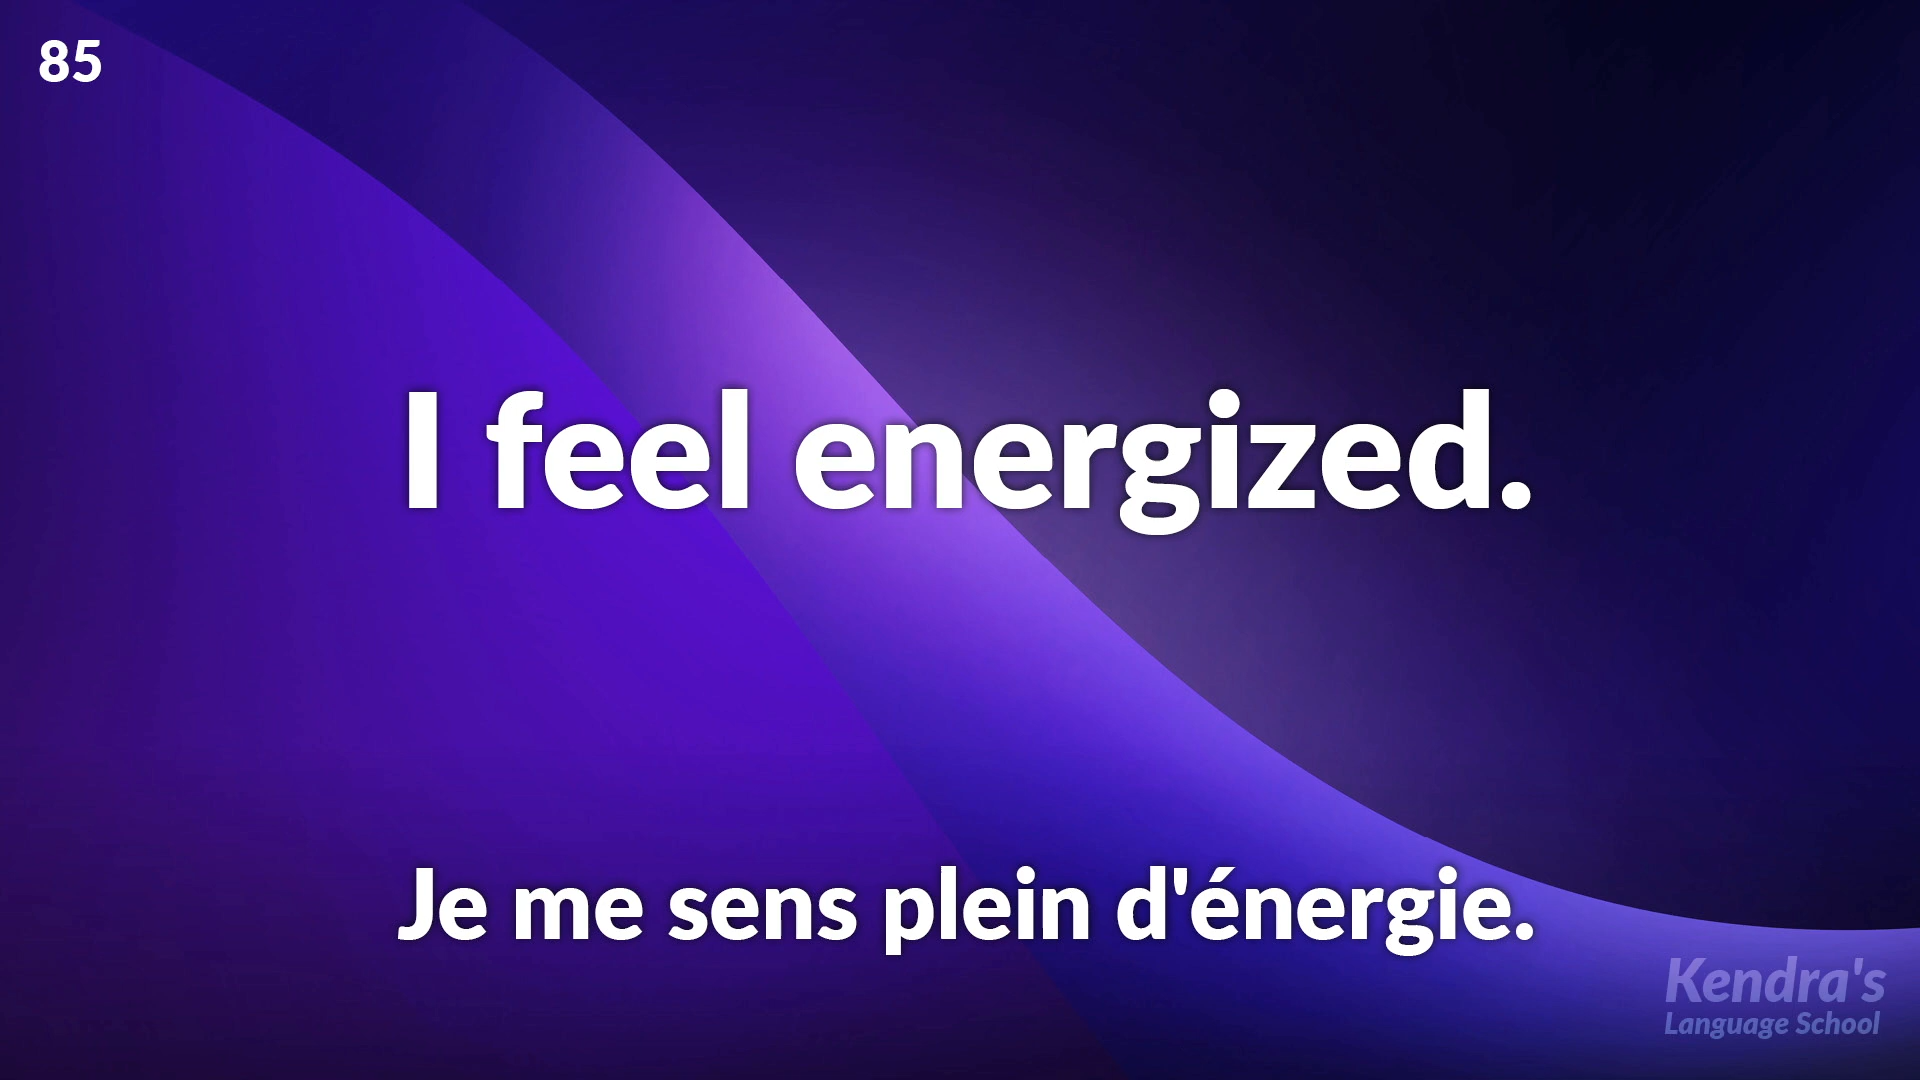 85
I feel energized.
Je me sens plein d'énergie.
Kendra's
Language School